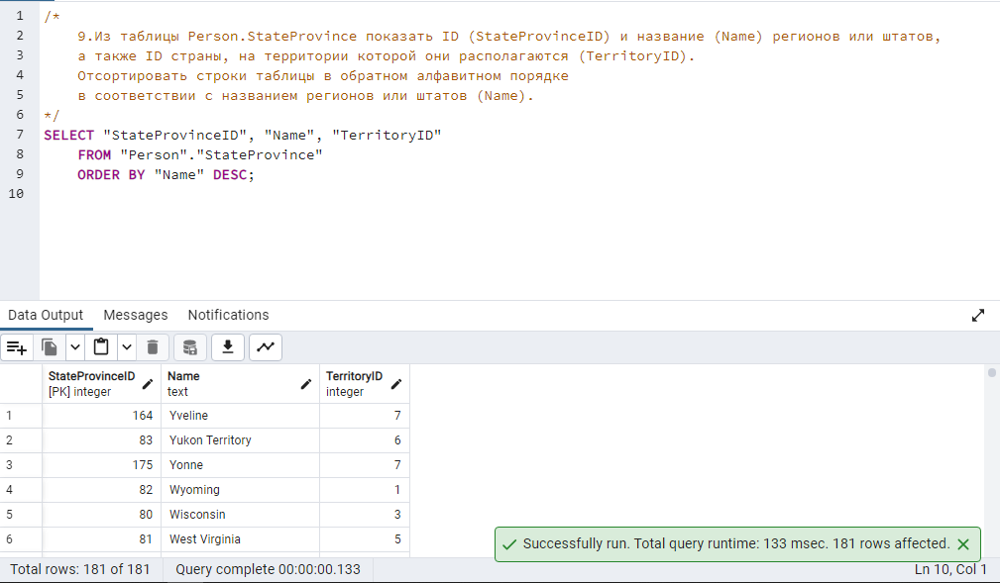 1 /*
2 9.Из таблицы Person.StateProvince показать ID (StateProvinceID) и название (Name) регионов или штатов,
3 а также ID страны, на территории которой они располагаются (TerritoryID).
4 Отсортировать строки таблицы в обратном алфавитном порядке
5 в соответствии с названием регионов или штатов (Name).
6 */
7 SELECT "StateProvinceID", "Name", "TerritoryID"
8 FROM "Person"."StateProvince"
9 ORDER BY "Name" DESC;
10
Data Output Messages Notifications
StateProvinceID Name TerritoryID
[PK] integer text integer
1 164 Yveline 7
2 83 Yukon Territory 6
3 175 Yonne 7
4 82 Wyoming 1
5 80 Wisconsin 3
6 81 West Virginia 5
Successfully run. Total query runtime: 133 msec. 181 rows affected.
Total rows: 181 of 181 Query complete 00:00:00.133 Ln 10, Col 1